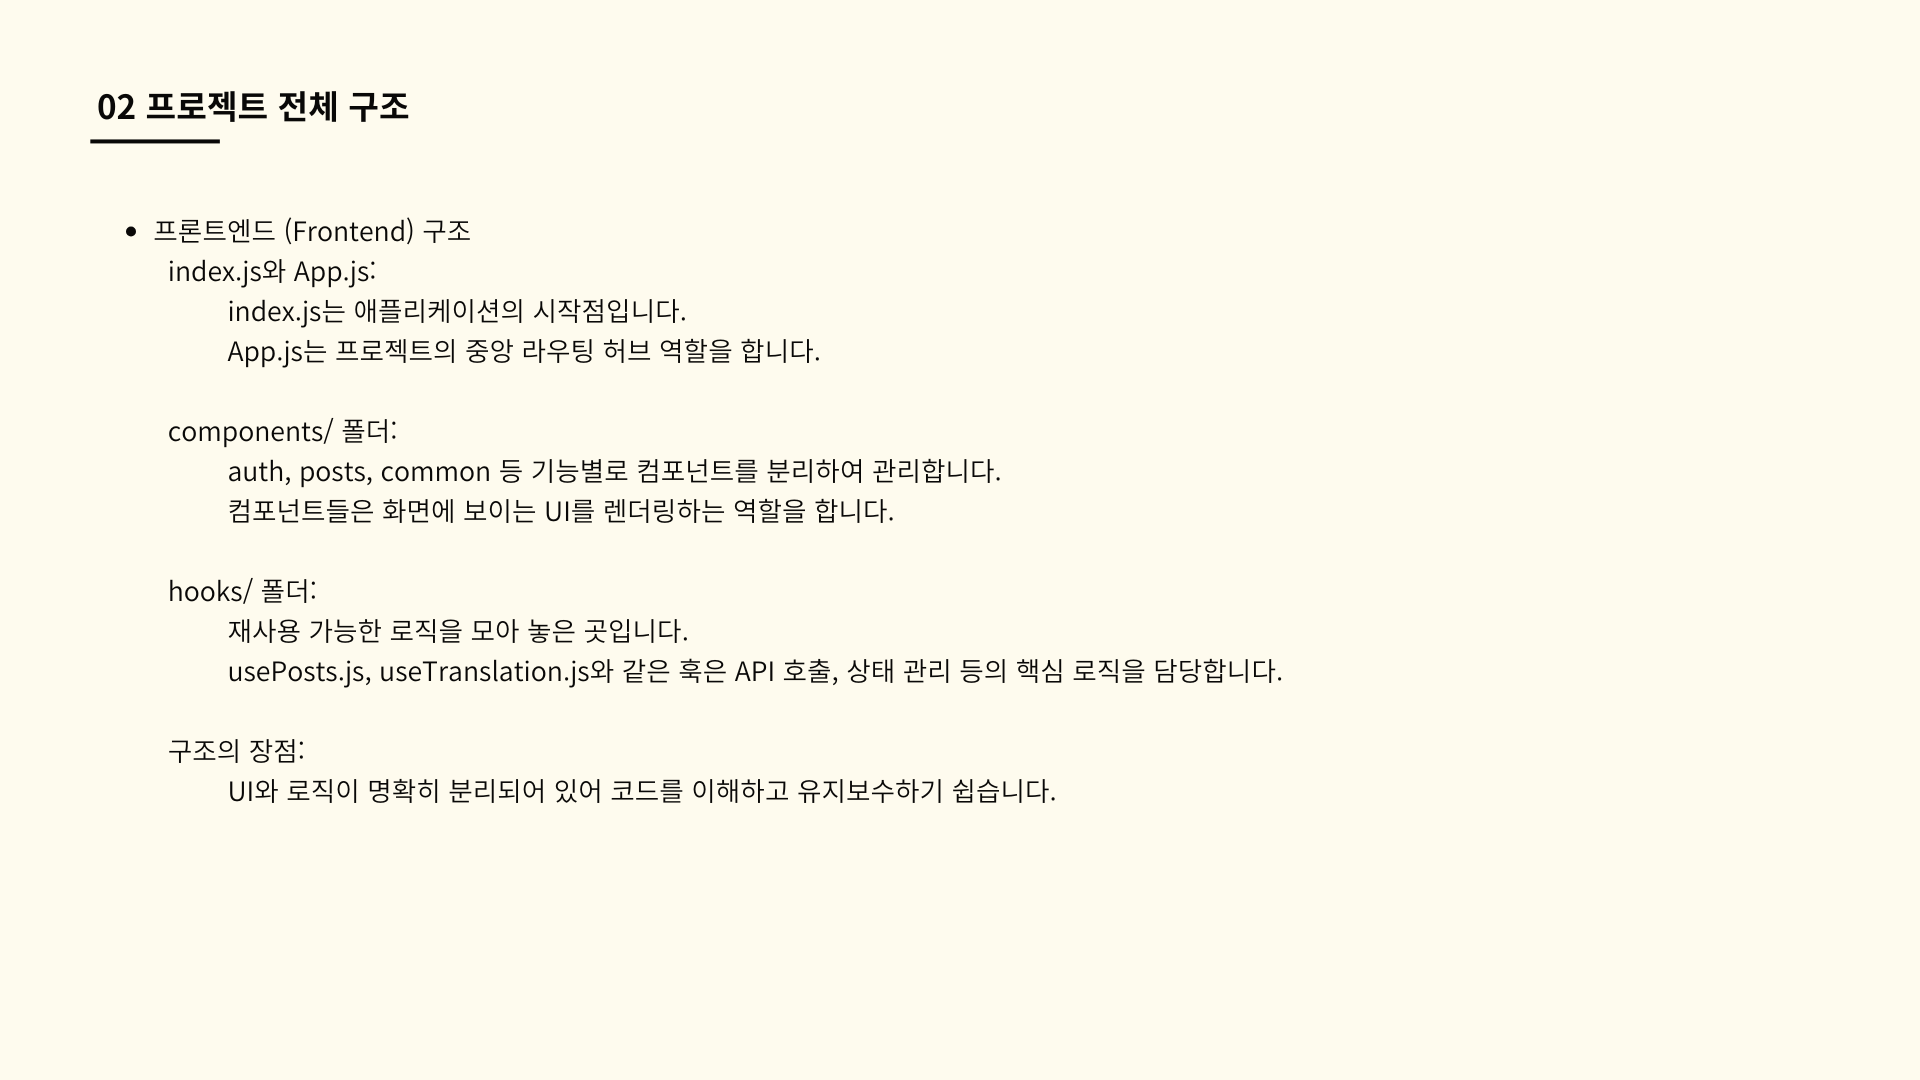 02 프로젝트 전체 구조
• 프론트엔드 (Frontend) 구조
index.js와 App.js:
index.js는 애플리케이션의 시작점입니다.
App.js는 프로젝트의 중앙 라우팅 허브 역할을 합니다.
components/ 폴더:
auth, posts, common 등 기능별로 컴포넌트를 분리하여 관리합니다.
컴포넌트들은 화면에 보이는 UI를 렌더링하는 역할을 합니다.
hooks/ 폴더:
재사용 가능한 로직을 모아 놓은 곳입니다.
usePosts.js, useTranslation.js와 같은 훅은 API 호출, 상태 관리 등의 핵심 로직을 담당합니다.
구조의 장점:
UI와 로직이 명확히 분리되어 있어 코드를 이해하고 유지보수하기 쉽습니다.